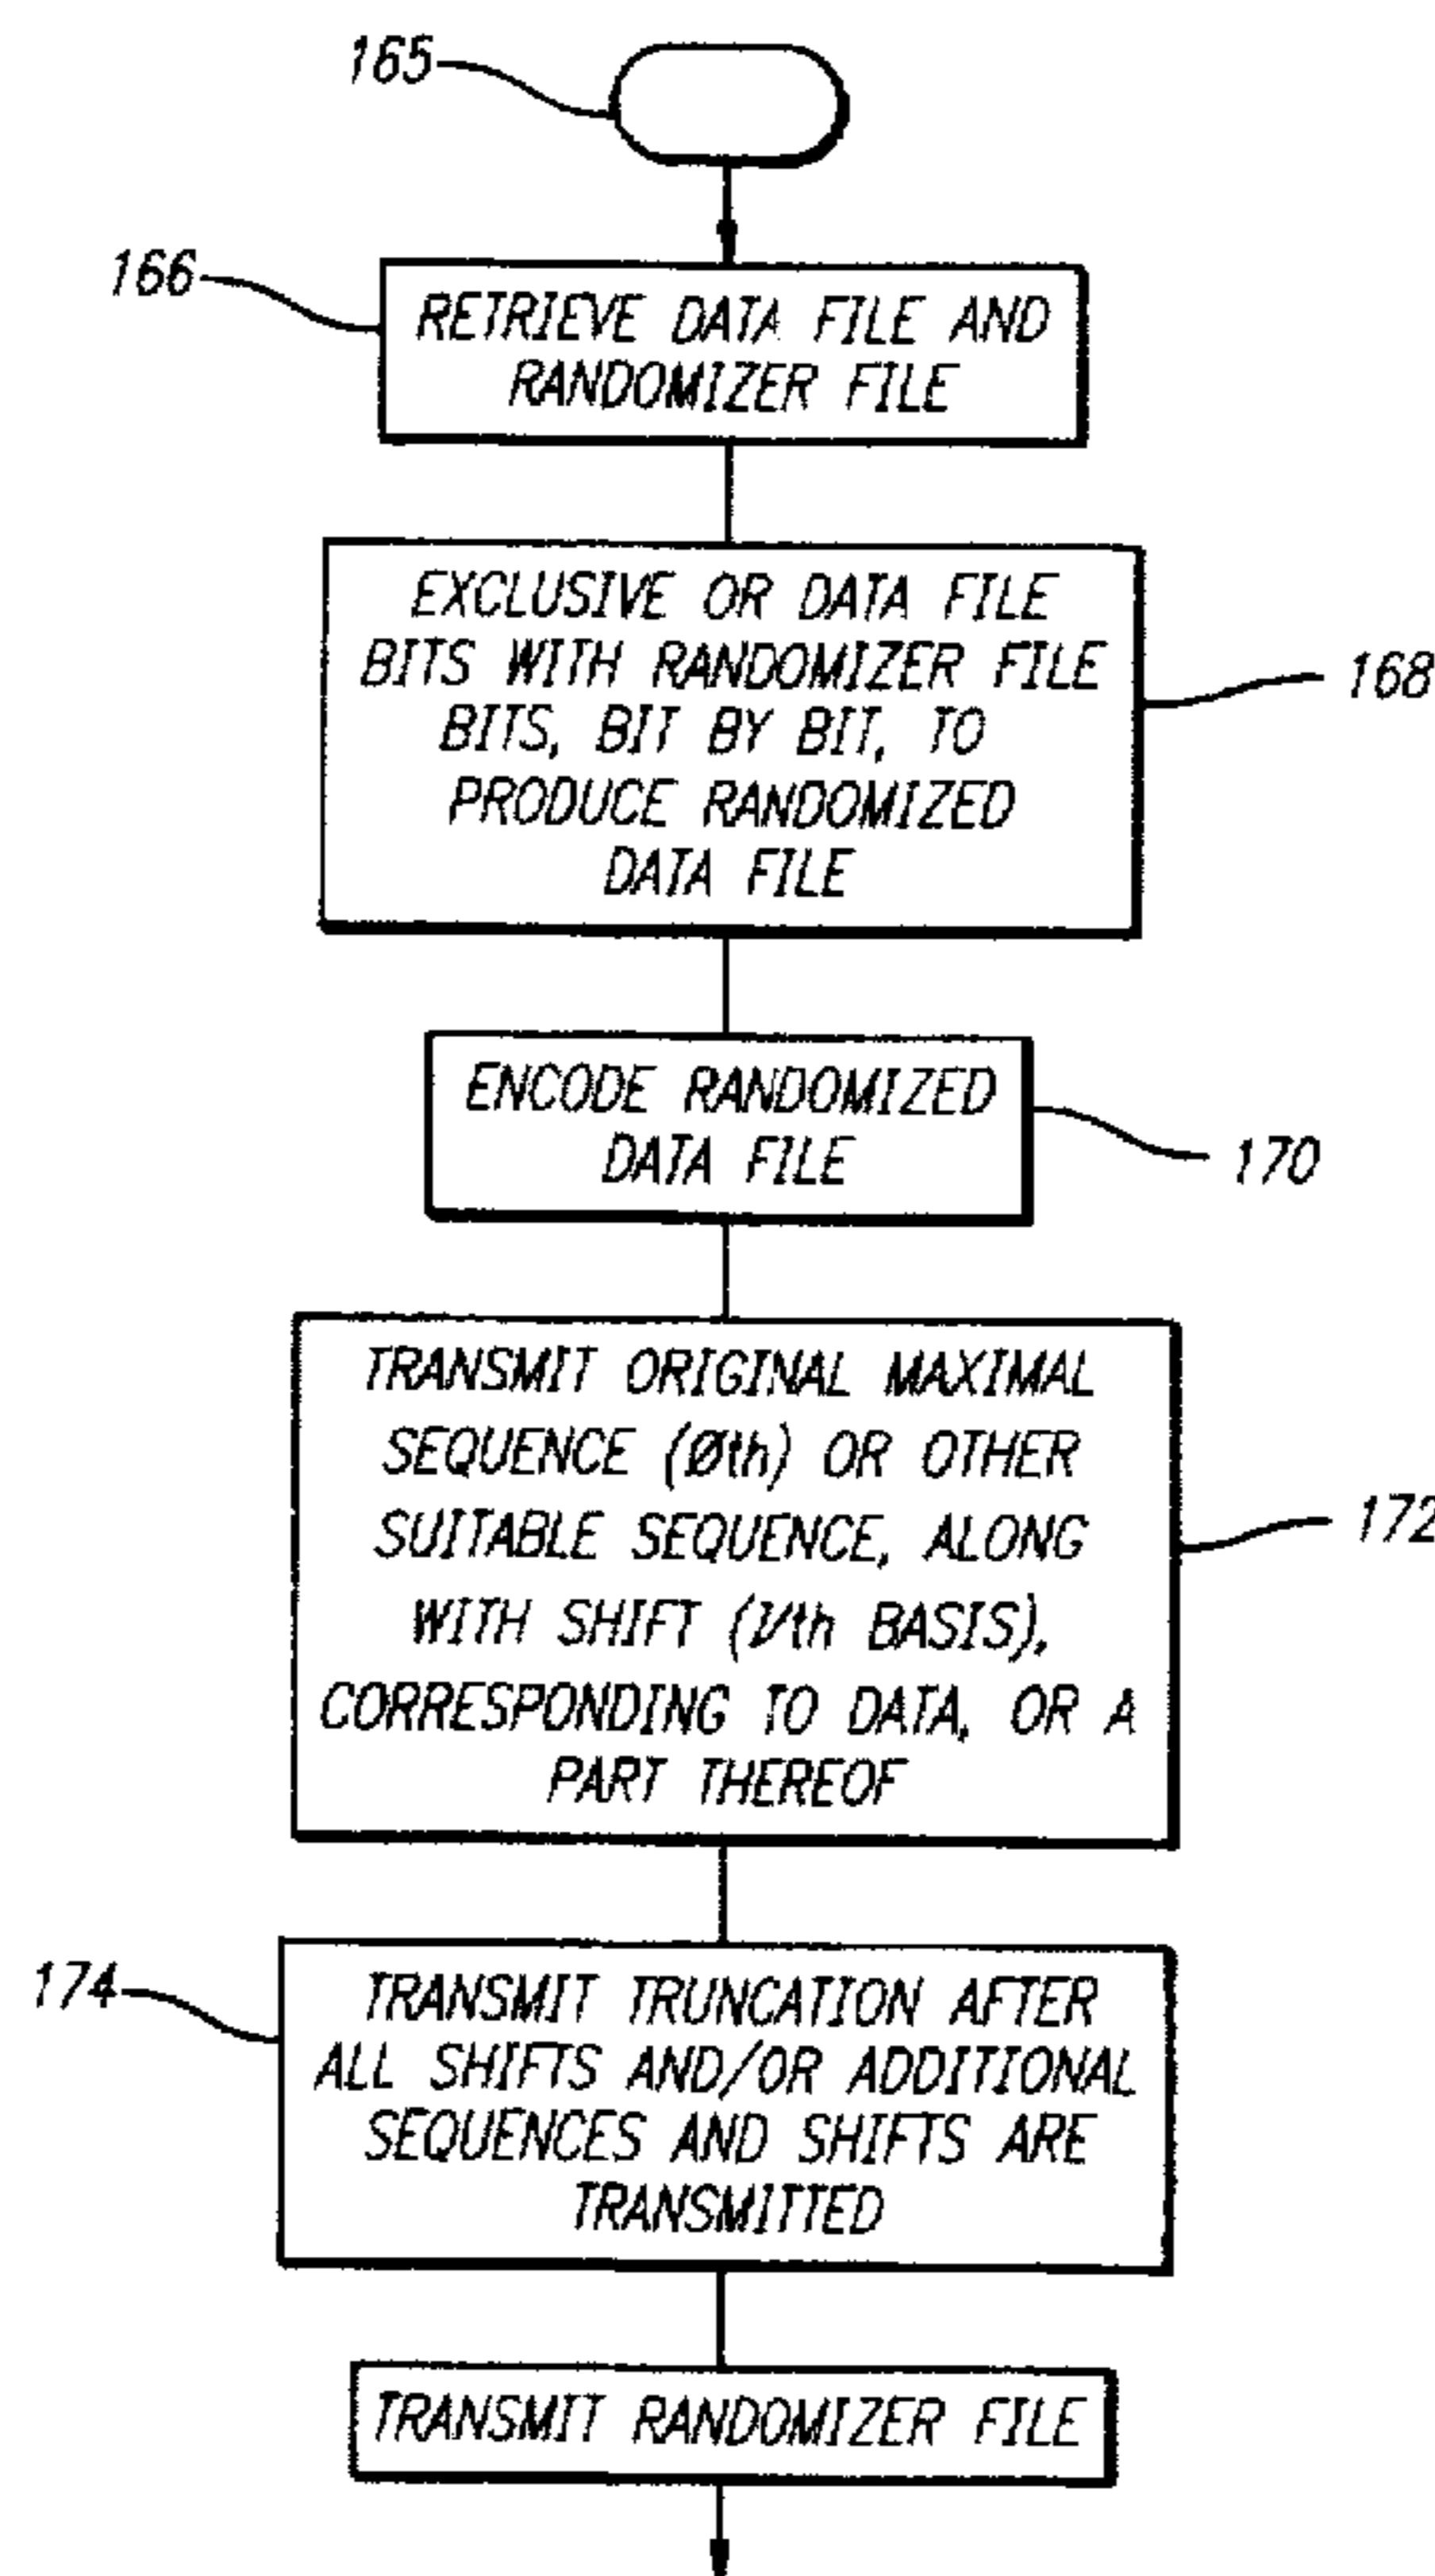 165
166
RETRIEVE DATA FILE AND
RANDOMIZER FILE
EXCLUSIVE OR DATA FILE
BITS WITH RANDOMIZER FILE
BITS, BIT BY BIT, TO
PRODUCE RANDOMIZED
DATA FILE
168
ENCODE RANDOMIZED
DATA FILE
170
TRANSMIT ORIGINAL MAXIMAL
SEQUENCE (Øth) OR OTHER
SUITABLE SEQUENCE, ALONG
WITH SHIFT (νth BASIS),
CORRESPONDING TO DATA, OR A
PART THEREOF
172
174
TRANSMIT TRUNCATION AFTER
ALL SHIFTS AND/OR ADDITIONAL
SEQUENCES AND SHIFTS ARE
TRANSMITTED
TRANSMIT RANDOMIZER FILE